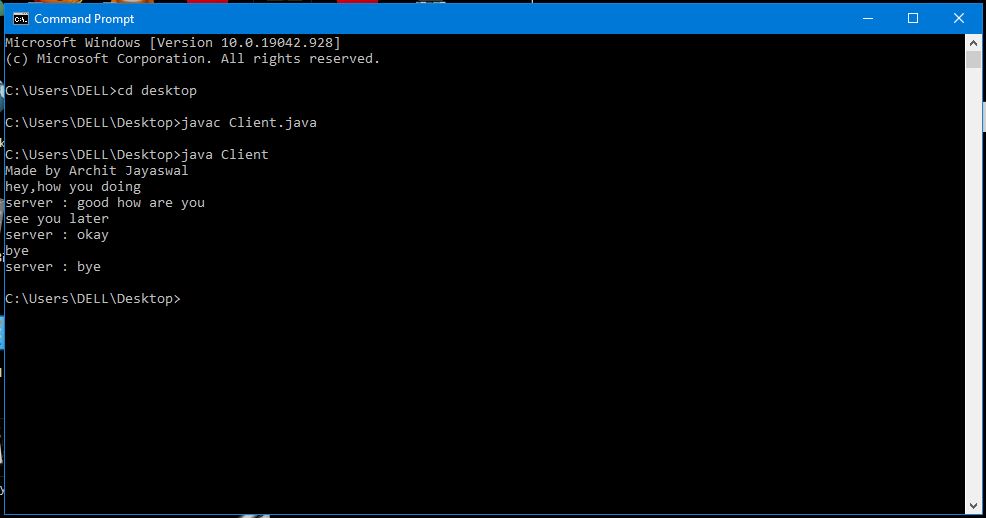 Command Prompt
Microsoft Windows [Version 10.0.19042.928]
(c) Microsoft Corporation. All rights reserved.
C:\Users\DELL>cd desktop
C:\Users\DELL\Desktop>javac Client.java
C:\Users\DELL\Desktop>java Client
Made by Archit Jayaswal
hey,how you doing
server : good how are you
see you later
server : okay
bye
server : bye
C:\Users\DELL\Desktop>